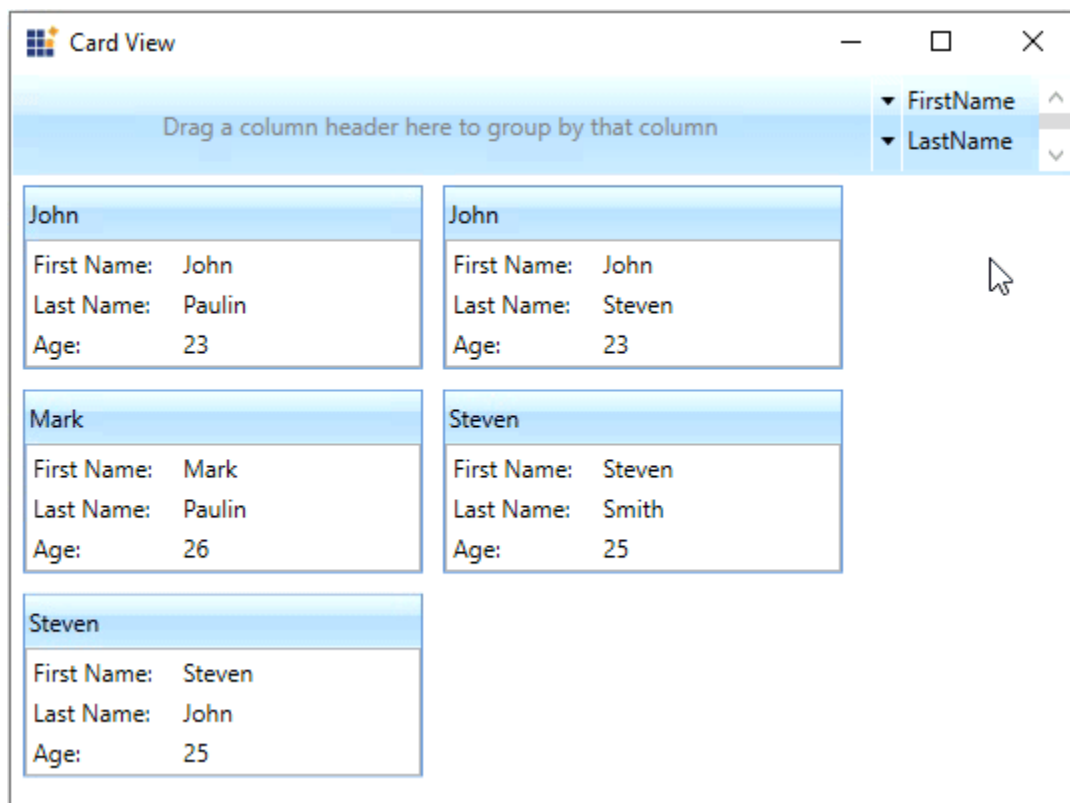 Card View
Drag a column header here to group by that column
FirstName
LastName
John
First Name: John
Last Name: Paulin
Age: 23
John
First Name: John
Last Name: Steven
Age: 23
Mark
First Name: Mark
Last Name: Paulin
Age: 26
Steven
First Name: Steven
Last Name: Smith
Age: 25
Steven
First Name: Steven
Last Name: John
Age: 25